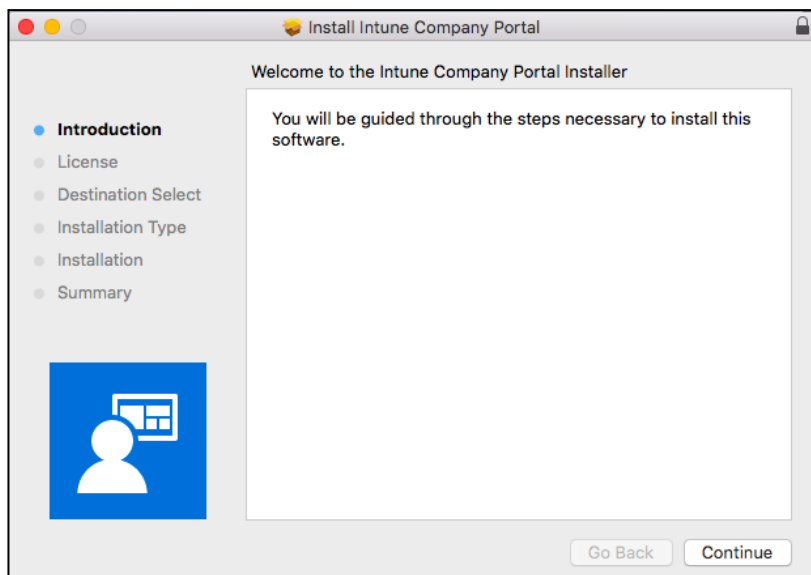 Install Intune Company Portal
Welcome to the Intune Company Portal Installer
Introduction
License
Destination Select
Installation Type
Installation
Summary
You will be guided through the steps necessary to install this
software.
Go Back
Continue